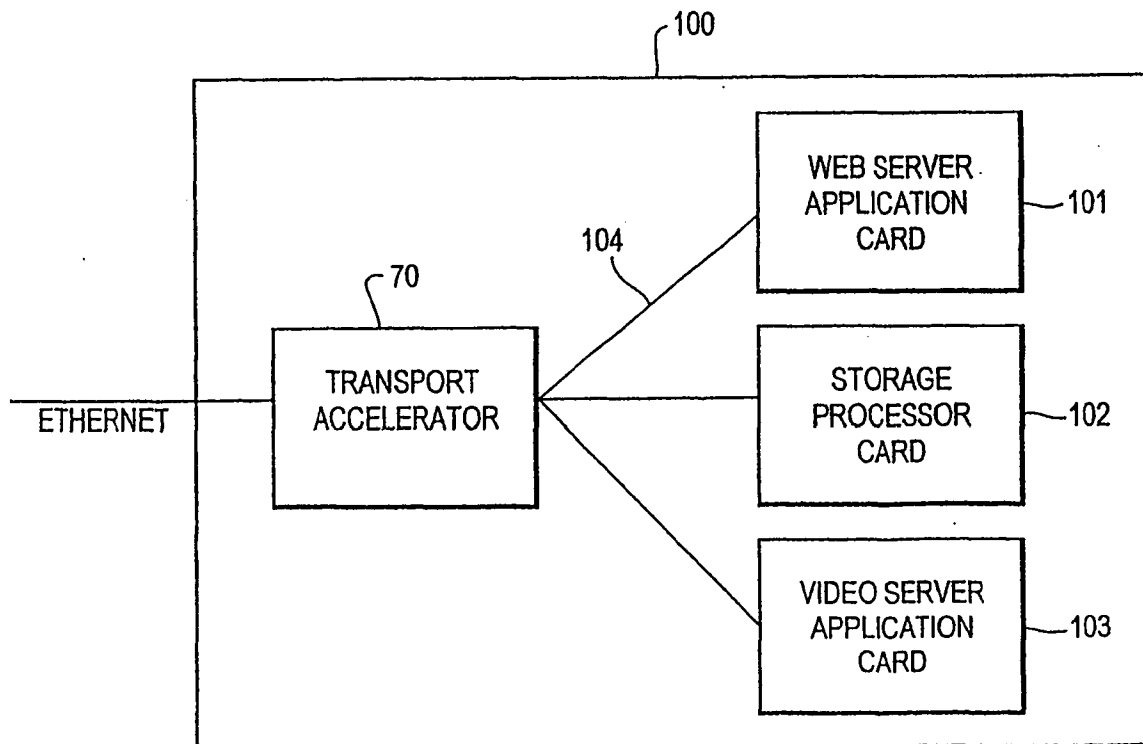 100
WEB SERVER
APPLICATION
CARD
101
104
70
TRANSPORT
ACCELERATOR
ETHERNET
STORAGE
PROCESSOR
CARD
102
VIDEO SERVER
APPLICATION
CARD
103